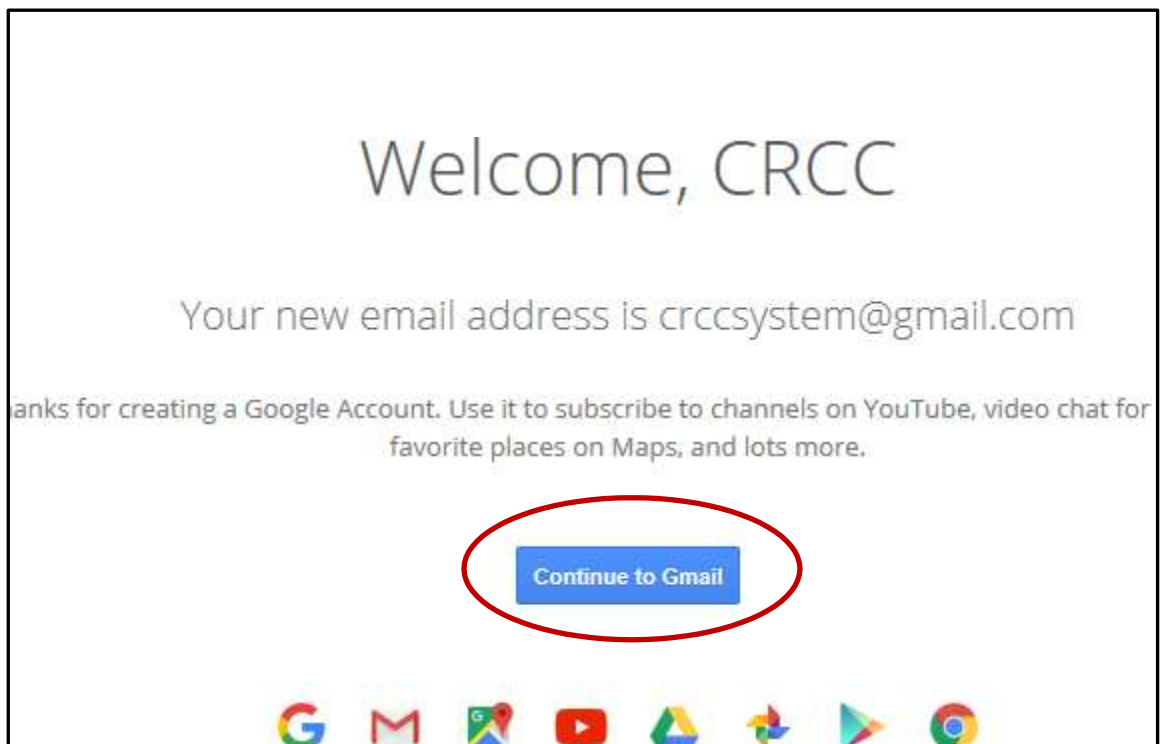 Welcome, CRCC
Your new email address is crccsystem@gmail.com
anks for creating a Google Account. Use it to subscribe to channels on YouTube, video chat for
favorite places on Maps, and lots more.
Continue to Gmail